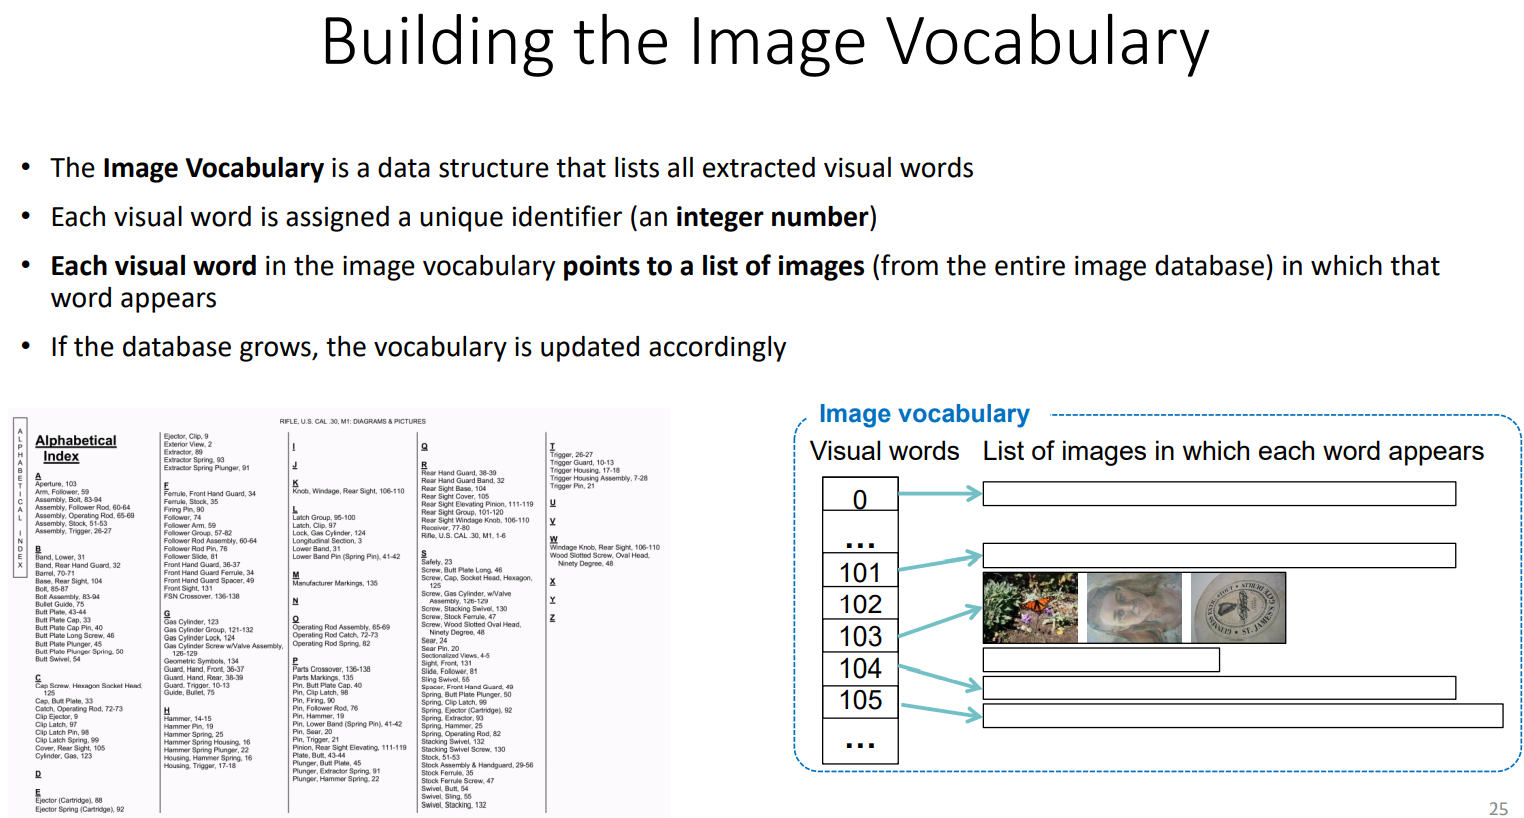 Building the Image Vocabulary
• The Image Vocabulary is a data structure that lists all extracted visual words
• Each visual word is assigned a unique identifier (an integer number)
• Each visual word in the image vocabulary points to a list of images (from the entire image database) in which that
word appears
• If the database grows, the vocabulary is updated accordingly
ALPHABETICAL INDEX
RIFLE, U.S. CAL .30, M1: DIAGRAMS & PICTURES
Alphabetical
Index
A
Aperture, 103
Arm, Follower, 59
Assembly, Bolt, 83-94
Assembly, Follower Rod, 60-64
Assembly, Operating Rod, 65-69
Assembly, Stock, 51-53
Assembly, Trigger, 26-27
B
Band, Lower, 31
Band, Rear Hand Guard, 32
Barrel, 70-71
Base, Rear Sight, 104
Bolt, 85-87
Bolt Assembly, 83-94
Bullet Guide, 75
Butt Plate, 43-44
Butt Plate Cap, 33
Butt Plate Cap Pin, 40
Butt Plate Long Screw, 46
Butt Plate Plunger, 45
Butt Plate Plunger Spring, 50
Butt Swivel, 54
C
Cap Screw, Hexagon Socket Head,
125
Cap, Butt Plate, 33
Catch, Operating Rod, 72-73
Clip Ejector, 9
Clip Latch, 97
Clip Latch Pin, 98
Clip Latch Spring, 99
Cover, Rear Sight, 105
Cylinder, Gas, 123
D
E
Ejector (Cartridge), 88
Ejector Spring (Cartridge), 92
Ejector, Clip, 9
Exterior View, 2
Extractor, 89
Extractor Spring, 93
Extractor Spring Plunger, 91
F
Ferrule, Front Hand Guard, 34
Ferrule, Stock, 35
Firing Pin, 90
Follower, 74
Follower Arm, 59
Follower Group, 57-82
Follower Rod Assembly, 60-64
Follower Rod Pin, 76
Follower Slide, 81
Front Hand Guard, 36-37
Front Hand Guard Ferrule, 34
Front Hand Guard Spacer, 49
Front Sight, 131
FSN Crossover, 136-138
G
Gas Cylinder, 123
Gas Cylinder Group, 121-132
Gas Cylinder Lock, 124
Gas Cylinder Screw w/Valve Assembly,
126-129
Geometric Symbols, 134
Guard, Hand, Front, 36-37
Guard, Hand, Rear, 38-39
Guard, Trigger, 10-13
Guide, Bullet, 75
H
Hammer, 14-15
Hammer Pin, 19
Hammer Spring, 25
Hammer Spring Housing, 16
Hammer Spring Plunger, 22
Housing, Hammer Spring, 16
Housing, Trigger, 17-18
I
J
K
Knob, Windage, Rear Sight, 106-110
L
Latch Group, 95-100
Latch, Clip, 97
Lock, Gas Cylinder, 124
Longitudinal Section, 3
Lower Band, 31
Lower Band Pin (Spring Pin), 41-42
M
Manufacturer Markings, 135
N
O
Operating Rod Assembly, 65-69
Operating Rod Catch, 72-73
Operating Rod Spring, 82
P
Parts Crossover, 136-138
Parts Markings, 135
Pin, Butt Plate Cap, 40
Pin, Clip Latch, 98
Pin, Firing, 90
Pin, Follower Rod, 76
Pin, Hammer, 19
Pin, Lower Band (Spring Pin), 41-42
Pin, Sear, 20
Pin, Trigger, 21
Pinion, Rear Sight Elevating, 111-119
Plate, Butt, 43-44
Plunger, Butt Plate, 45
Plunger, Extractor Spring, 91
Plunger, Hammer Spring, 22
Q
R
Rear Hand Guard, 38-39
Rear Hand Guard Band, 32
Rear Sight Base, 104
Rear Sight Cover, 105
Rear Sight Elevating Pinion, 111-119
Rear Sight Group, 101-120
Rear Sight Windage Knob, 106-110
Receiver, 77-80
Rifle, U.S. CAL .30, M1, 1-6
S
Safety, 23
Screw, Butt Plate Long, 46
Screw, Cap, Socket Head, Hexagon,
125
Screw, Gas Cylinder, w/Valve
Assembly, 126-129
Screw, Stacking Swivel, 130
Screw, Stock Ferrule, 47
Screw, Wood Slotted Oval Head,
Ninety Degree, 48
Sear, 24
Sear Pin, 20
Sectionalized Views, 4-5
Sight, Front, 131
Slide, Follower, 81
Sling Swivel, 55
Spacer, Front Hand Guard, 49
Spring, Butt Plate Plunger, 50
Spring, Clip Latch, 99
Spring, Ejector (Cartridge), 92
Spring, Extractor, 93
Spring, Hammer, 25
Spring, Operating Rod, 82
Stacking Swivel, 132
Stacking Swivel Screw, 130
Stock, 51-53
Stock Assembly & Handguard, 29-56
Stock Ferrule, 35
Stock Ferrule Screw, 47
Swivel, Butt, 54
Swivel, Sling, 55
Swivel, Stacking, 132
T
Trigger, 26-27
Trigger Guard, 10-13
Trigger Housing, 17-18
Trigger Housing Assembly, 7-28
Trigger Pin, 21
U
V
W
Windage Knob, Rear Sight, 106-110
Wood Slotted Screw, Oval Head,
Ninety Degree, 48
X
Y
Z
Image vocabulary
Visual words List of images in which each word appears
0
...
101
102
103
104
105
...
ST. JAMES'S GATE
GUINNESS EXTRA STOUT
25